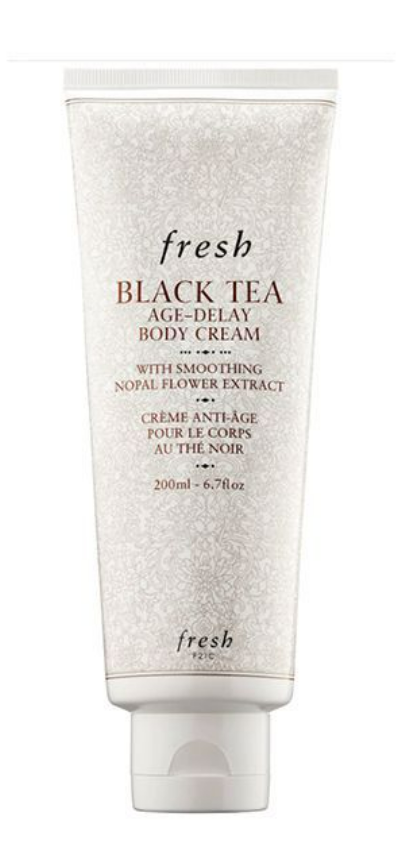 fresh
BLACK TEA
AGE-DELAY
BODY CREAM
WITH SMOOTHING
NOPAL FLOWER EXTRACT
CRÈME ANTI-ÂGE
POUR LE CORPS
AU THÉ NOIR
200ml - 6.7fl oz
fresh